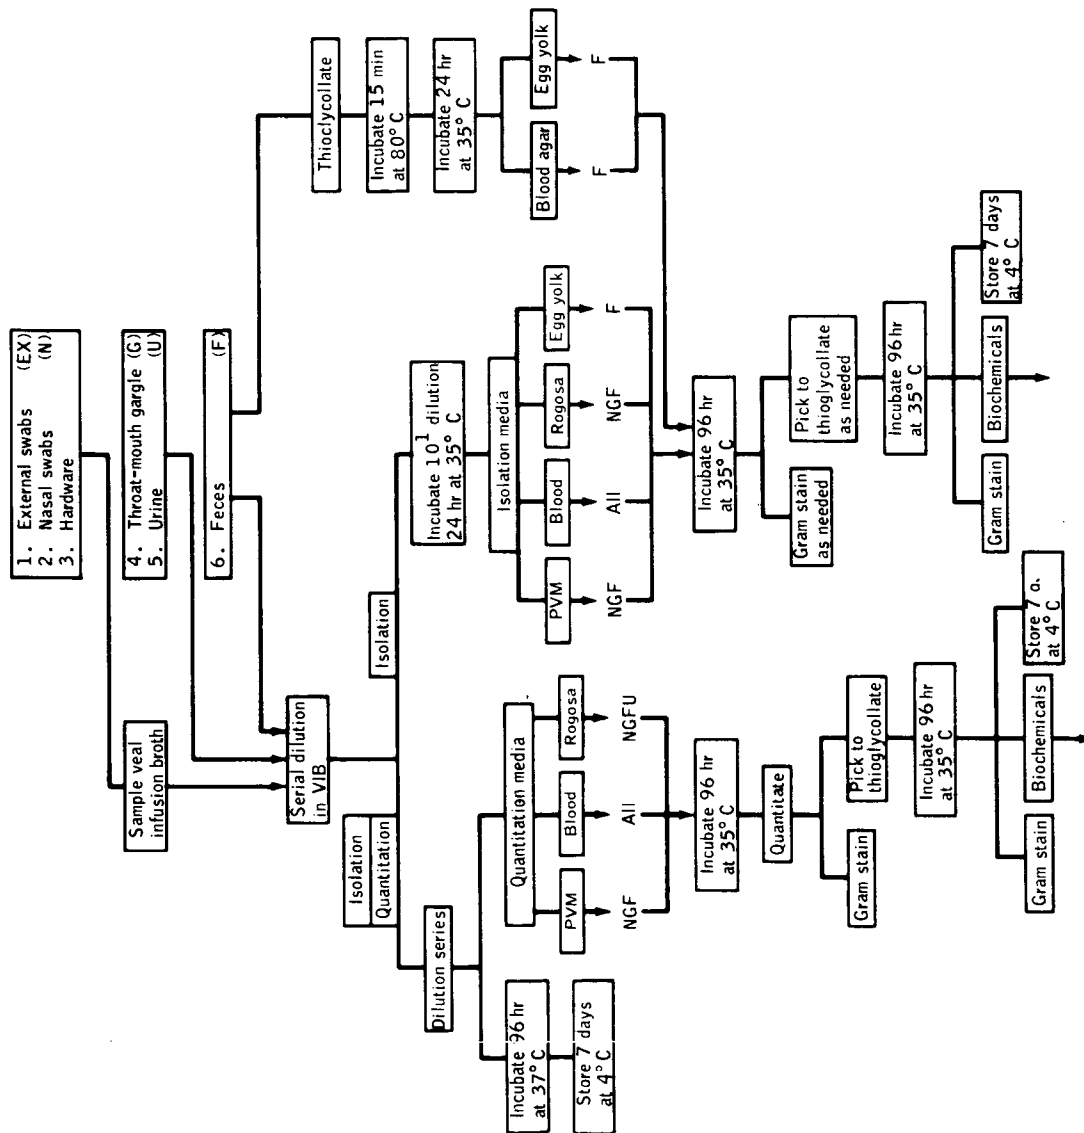 1. External swabs (EX)
2. Nasal swabs (N)
3. Hardware
Sample veal
infusion broth
4. Throat-mouth gargle (G)
5. Urine (U)
6. Feces (F)
Serial dilution
in VIB
Isolation
Quantitation
Isolation
Thioclycollate
Incubate 15 min
at 80° C
Incubate 24 hr
at 35° C
Blood agar
Egg yolk
F
F
Dilution series
Incubate 96 hr
at 37° C
Store 7 days
at 4° C
Quantitation media
PVM
Blood
Rogosa
NGF
All
NGFU
Incubate 96 hr
at 35° C
Quantitate
Gram stain
Pick to
thioglycollate
Incubate 96 hr
at 35° C
Gram stain
Biochemicals
Store 7 a.
at 4° C
Incubate 10¹ dilution
24 hr at 35° C
Isolation media
PVM
Blood
Rogosa
Egg yolk
NGF
All
NGF
F
Incubate 96 hr
at 35° C
Gram stain
as needed
Pick to
thioglycollate
as needed
Incubate 96 hr
at 35° C
Gram stain
Biochemicals
Store 7 days
at 4° C